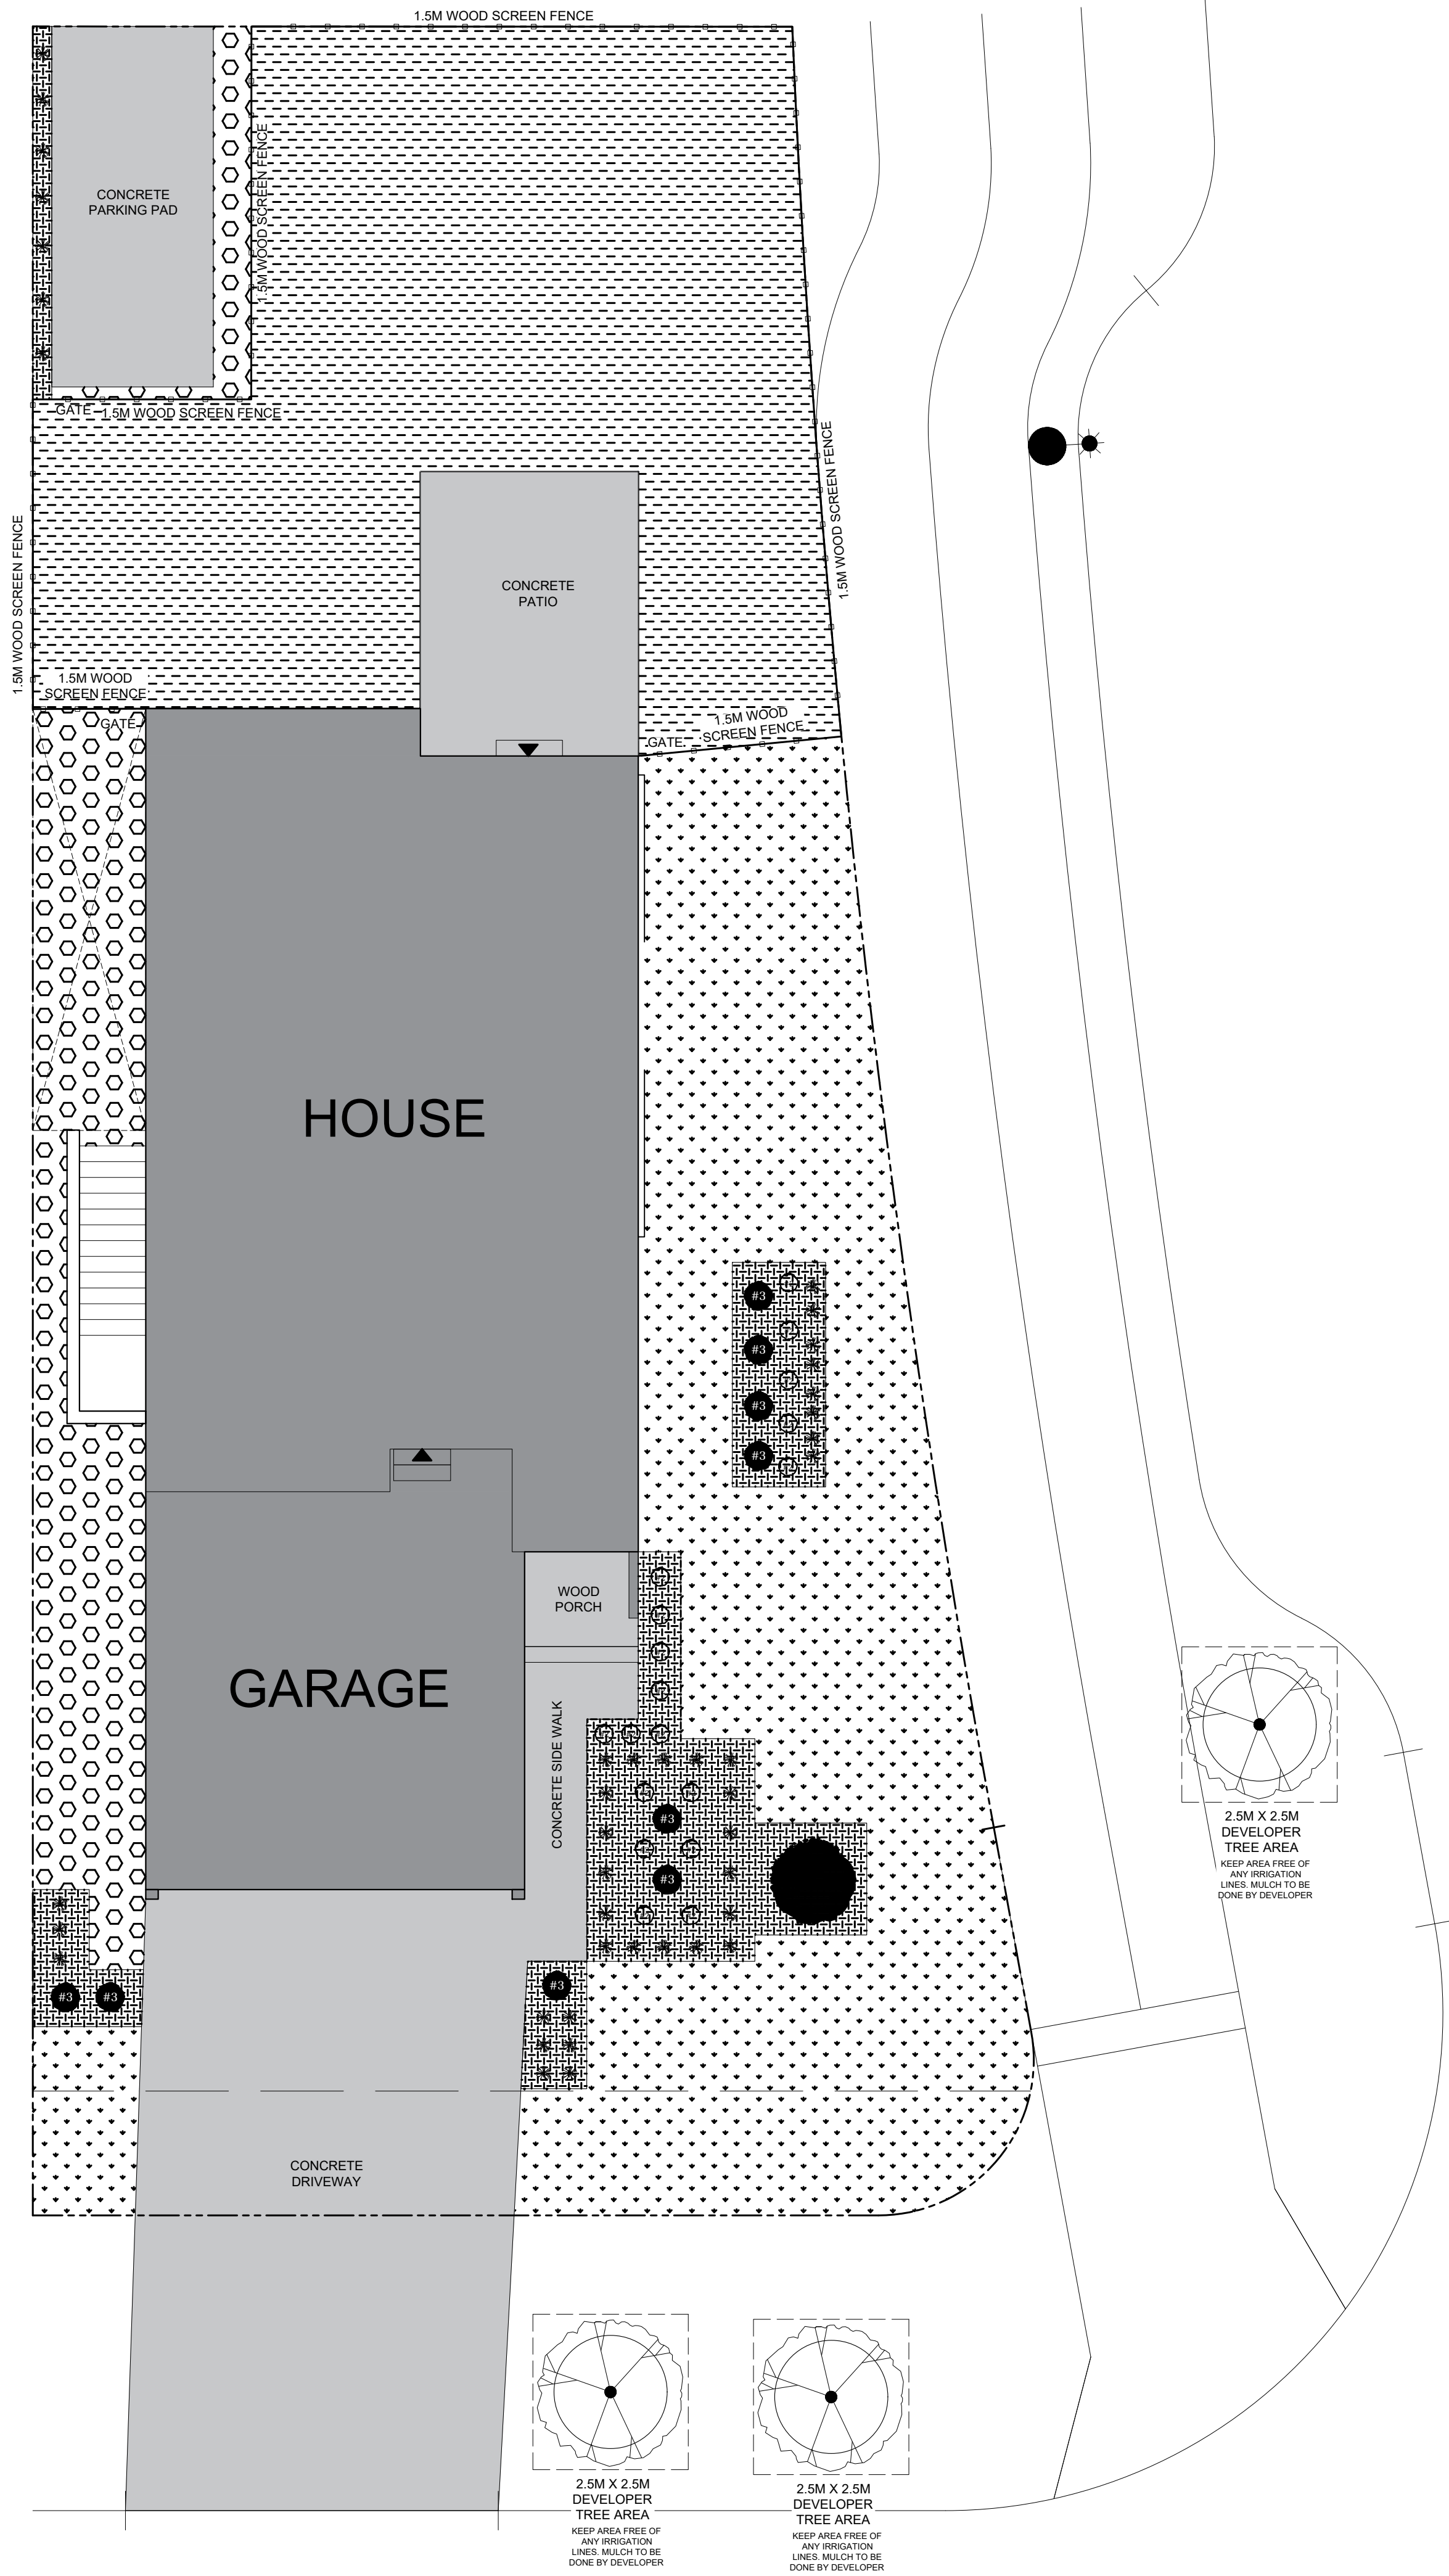 1.5M WOOD SCREEN FENCE
CONCRETE
PARKING PAD
1.5M WOOD SCREEN FENCE
GATE
1.5M WOOD SCREEN FENCE
1.5M WOOD SCREEN FENCE
1.5M WOOD SCREEN FENCE
CONCRETE
PATIO
1.5M WOOD
SCREEN FENCE
GATE
1.5M WOOD
SCREEN FENCE
GATE
HOUSE
#3
#3
#3
#3
WOOD
PORCH
GARAGE
CONCRETE SIDE WALK
#3
#3
2.5M X 2.5M
DEVELOPER
TREE AREA
KEEP AREA FREE OF
ANY IRRIGATION
LINES. MULCH TO BE
DONE BY DEVELOPER
#3
#3
#3
CONCRETE
DRIVEWAY
2.5M X 2.5M
DEVELOPER
TREE AREA
KEEP AREA FREE OF
ANY IRRIGATION
LINES. MULCH TO BE
DONE BY DEVELOPER
2.5M X 2.5M
DEVELOPER
TREE AREA
KEEP AREA FREE OF
ANY IRRIGATION
LINES. MULCH TO BE
DONE BY DEVELOPER